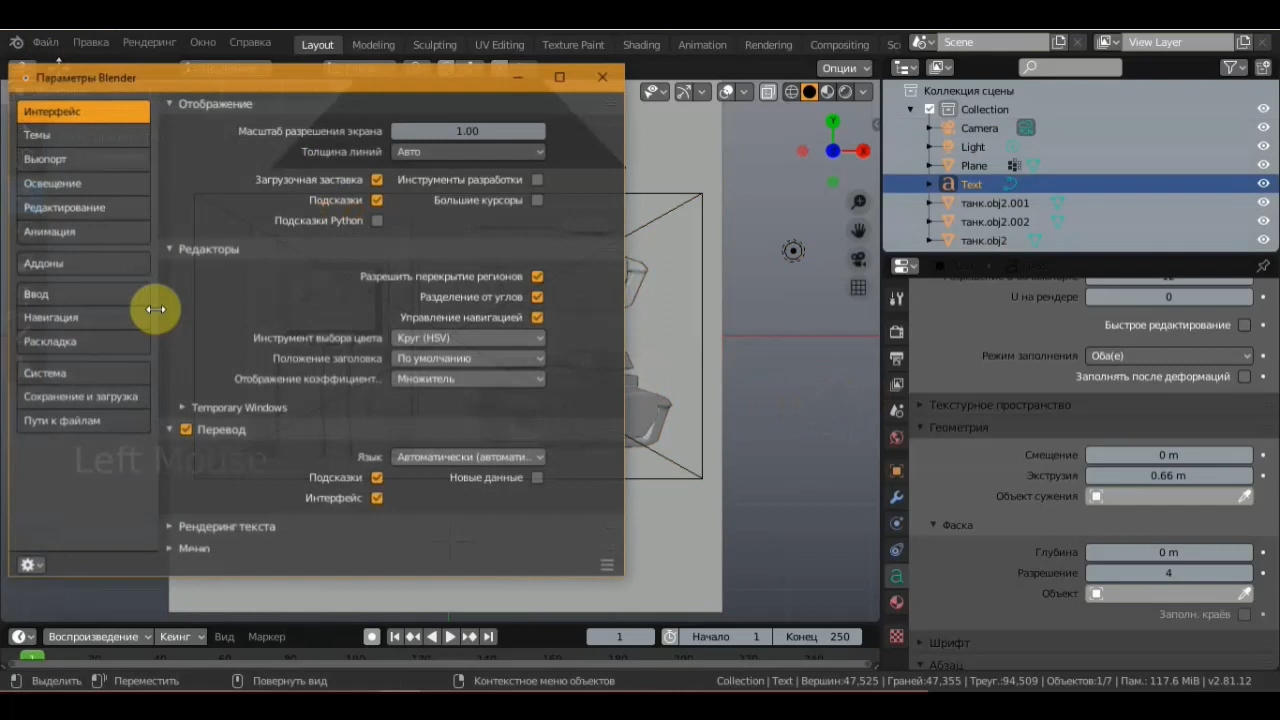 Файл Правка Рендеринг Окно Справка Layout Modeling Sculpting UV Editing Texture Paint Shading Animation Rendering Compositing Scene View Layer
Параметры Blender
Опции
Интерфейс
Темы
Вьюпорт
Освещение
Редактирование
Анимация
Аддоны
Ввод
Навигация
Раскладка
Система
Сохранение и загрузка
Пути к файлам
Отображение
Масштаб разрешения экрана 1.00
Толщина линий Авто
Загрузочная заставка Инструменты разработки
Подсказки Большие курсоры
Подсказки Python
Редакторы
Разрешить перекрытие регионов
Разделение от углов
Управление навигацией
Инструмент выбора цвета Круг (HSV)
Положение заголовка По умолчанию
Отображение коэффициент.. Множитель
Temporary Windows
Перевод
Язык Автоматически (автомати..
Подсказки Новые данные
Интерфейс
Рендеринг текста
Меню
Left Mouse
Y
X
Коллекция сцены
Collection
Camera
Light
Plane
Text
танк.obj2.001
танк.obj2.002
танк.obj2
U на рендере 0
Быстрое редактирование
Режим заполнения Оба(е)
Заполнять после деформаций
Текстурное пространство
Геометрия
Смещение 0 m
Экструзия 0.66 m
Объект сужения
Фаска
Глубина 0 m
Разрешение 4
Объект
Заполн. краёв
Шрифт
Абзац
Воспроизведение Кеинг Вид Маркер 1 Начало 1 Конец 250
1
Выделить Переместить Повернуть вид Контекстное меню объектов Collection | Text | Вершин:47,525 | Граней:47,355 | Треуг.:94,509 | Объектов:1/7 | Пам.: 117.6 MiB | v2.81.12